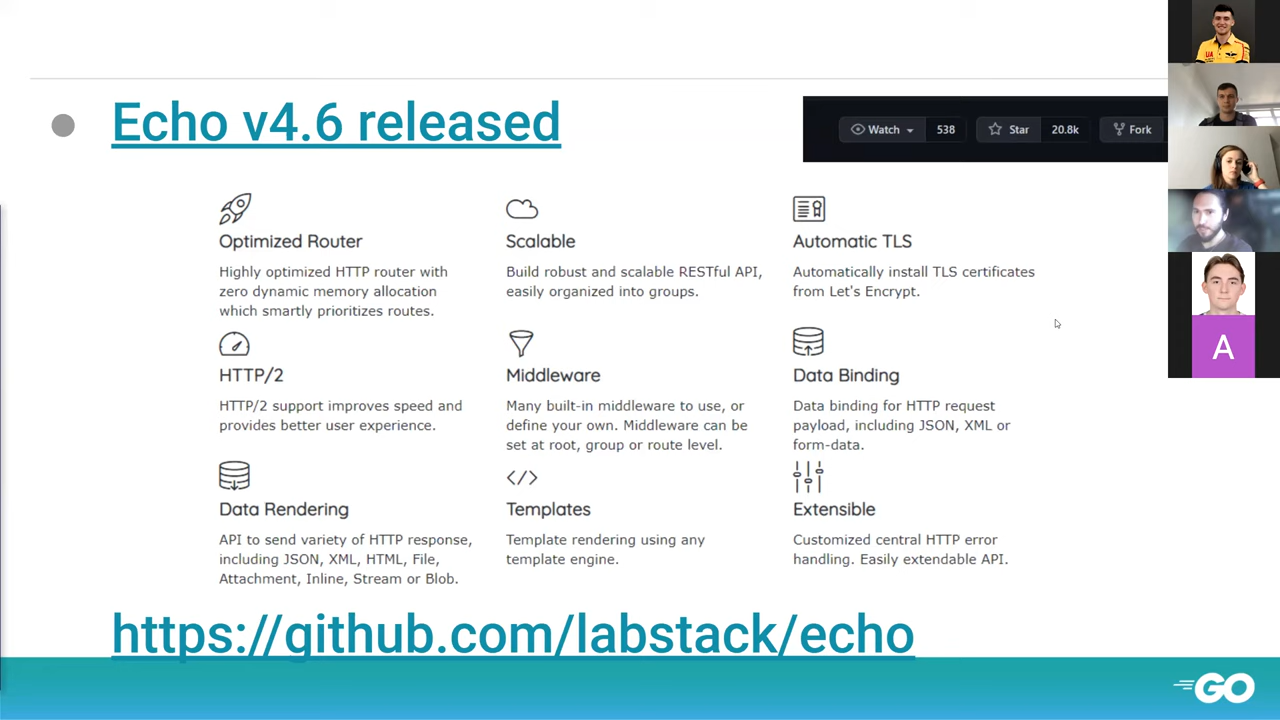 Echo v4.6 released
Watch 538 Star 20.8k Fork
Optimized Router
Highly optimized HTTP router with
zero dynamic memory allocation
which smartly prioritizes routes.
Scalable
Build robust and scalable RESTful API,
easily organized into groups.
Automatic TLS
Automatically install TLS certificates
from Let's Encrypt.
HTTP/2
HTTP/2 support improves speed and
provides better user experience.
Middleware
Many built-in middleware to use, or
define your own. Middleware can be
set at root, group or route level.
Data Binding
Data binding for HTTP request
payload, including JSON, XML or
form-data.
Data Rendering
API to send variety of HTTP response,
including JSON, XML, HTML, File,
Attachment, Inline, Stream or Blob.
Templates
Template rendering using any
template engine.
Extensible
Customized central HTTP error
handling. Easily extendable API.
https://github.com/labstack/echo
GO
UA
A